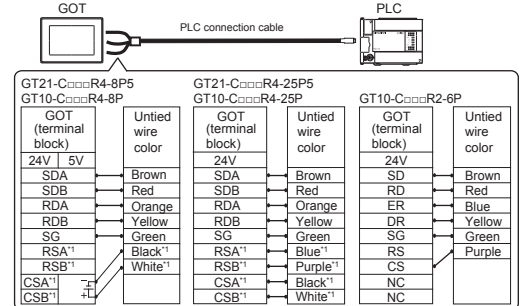 GOT
PLC
PLC connection cable
GT21-C□□□R4-8P5
GT10-C□□□R4-8P
GOT
(terminal
block)
Untied
wire
color
24V 5V
SDA Brown
SDB Red
RDA Orange
RDB Yellow
SG Green
RSA*1 Black*1
RSB*1 White*1
CSA*1 -
CSB*1 +
GT21-C□□□R4-25P5
GT10-C□□□R4-25P
GOT
(terminal
block)
Untied
wire
color
24V
SDA Brown
SDB Red
RDA Orange
RDB Yellow
SG Green
RSA*1 Blue*1
RSB*1 Purple*1
CSA*1 Black*1
CSB*1 White*1
GT10-C□□□R2-6P
GOT
(terminal
block)
Untied
wire
color
24V
SD Brown
RD Red
ER Blue
DR Yellow
SG Green
RS Purple
CS
NC
NC